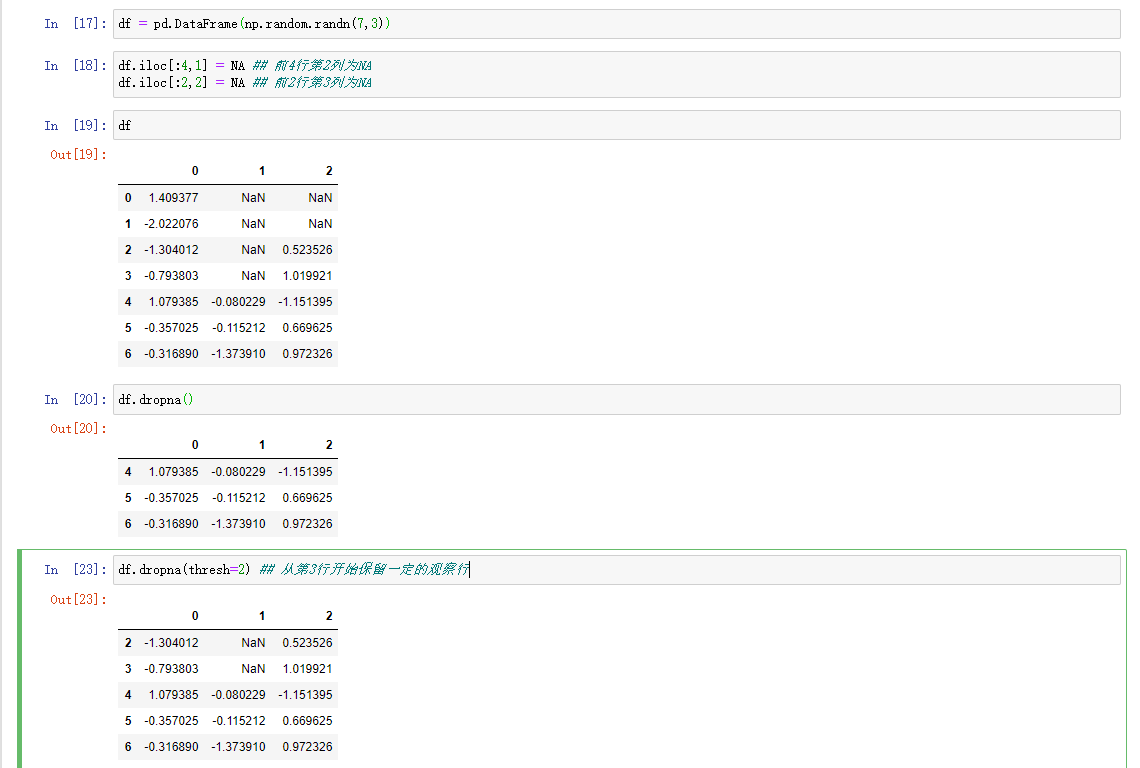 In [17]: df = pd.DataFrame(np.random.randn(7,3))
In [18]: df.iloc[:4,1] = NA ## 前4行第2列为NA
df.iloc[:2,2] = NA ## 前2行第3列为NA
In [19]: df
Out[19]:
0 1 2
0 1.409377 NaN NaN
1 -2.022076 NaN NaN
2 -1.304012 NaN 0.523526
3 -0.793803 NaN 1.019921
4 1.079385 -0.080229 -1.151395
5 -0.357025 -0.115212 0.669625
6 -0.316890 -1.373910 0.972326
In [20]: df.dropna()
Out[20]:
0 1 2
4 1.079385 -0.080229 -1.151395
5 -0.357025 -0.115212 0.669625
6 -0.316890 -1.373910 0.972326
In [23]: df.dropna(thresh=2) ## 从第3行开始保留一定的观察行
Out[23]:
0 1 2
2 -1.304012 NaN 0.523526
3 -0.793803 NaN 1.019921
4 1.079385 -0.080229 -1.151395
5 -0.357025 -0.115212 0.669625
6 -0.316890 -1.373910 0.972326